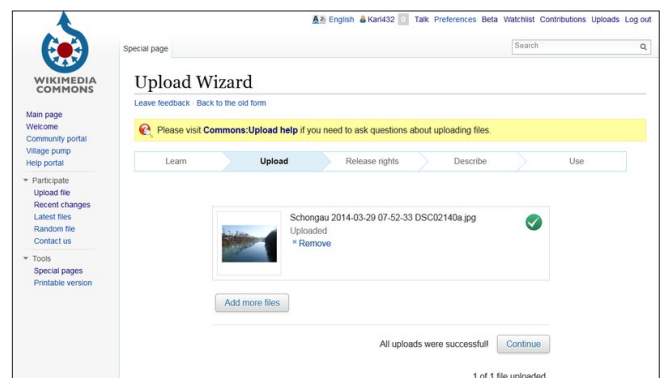 English Karl432 0 Talk Preferences Beta Watchlist Contributions Uploads Log out
Special page
Search
WIKIMEDIA
COMMONS
Main page
Welcome
Community portal
Village pump
Help portal
Participate
Upload file
Recent changes
Latest files
Random file
Contact us
Tools
Special pages
Printable version
Upload Wizard
Leave feedback · Back to the old form
Please visit Commons:Upload help if you need to ask questions about uploading files.
Learn Upload Release rights Describe Use
Schongau 2014-03-29 07-52-33 DSC02140a.jpg
Uploaded
Remove
Add more files
All uploads were successful! Continue
1 of 1 file uploaded